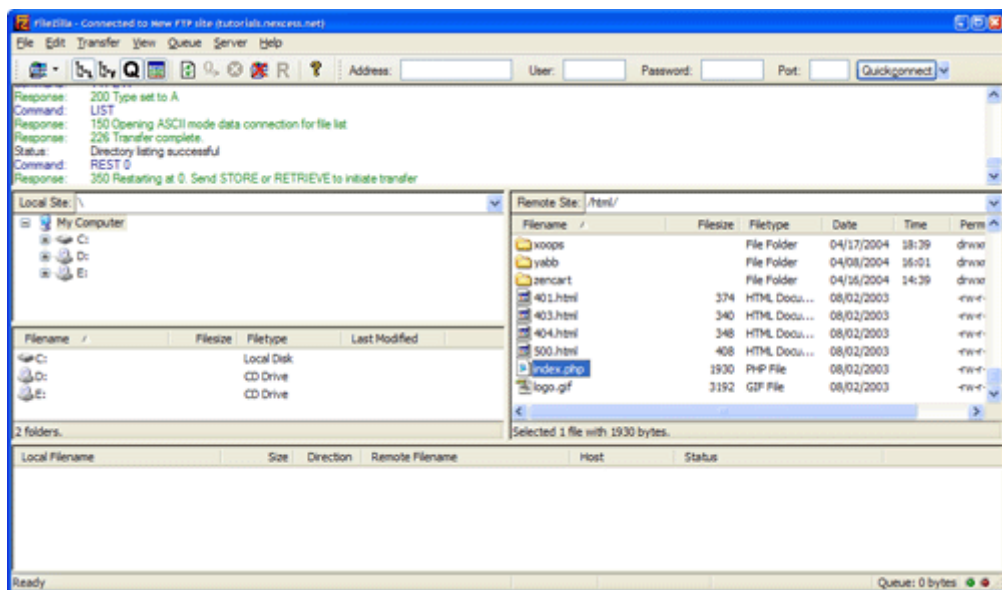 FileZilla - Connected to New FTP site (tutorials.nexcess.net)
File Edit Transfer View Queue Server Help
Address: User: Password: Port: Quickconnect
Response: 200 Type set to A
Command: LIST
Response: 150 Opening ASCII mode data connection for file list
Response: 226 Transfer complete.
Status: Directory listing successful
Command: REST 0
Response: 350 Restarting at 0. Send STORE or RETRIEVE to initiate transfer
Local Site: \
My Computer
C:
D:
E:
Filename / Filesize Filetype Last Modified
C: Local Disk
D: CD Drive
E: CD Drive
2 folders.
Remote Site: /html/
Filename / Filesize Filetype Date Time Perm
xoops File Folder 04/17/2004 18:39 drwxr
yabb File Folder 04/08/2004 16:01 drwxr
zencart File Folder 04/16/2004 14:39 drwxr
401.html 374 HTML Docu... 08/02/2003 -rw-r-
403.html 340 HTML Docu... 08/02/2003 -rw-r-
404.html 348 HTML Docu... 08/02/2003 -rw-r-
500.html 408 HTML Docu... 08/02/2003 -rw-r-
index.php 1930 PHP File 08/02/2003 -rw-r-
logo.gif 3192 GIF File 08/02/2003 -rw-r-
Selected 1 file with 1930 bytes.
Local Filename Size Direction Remote Filename Host Status
Ready Queue: 0 bytes